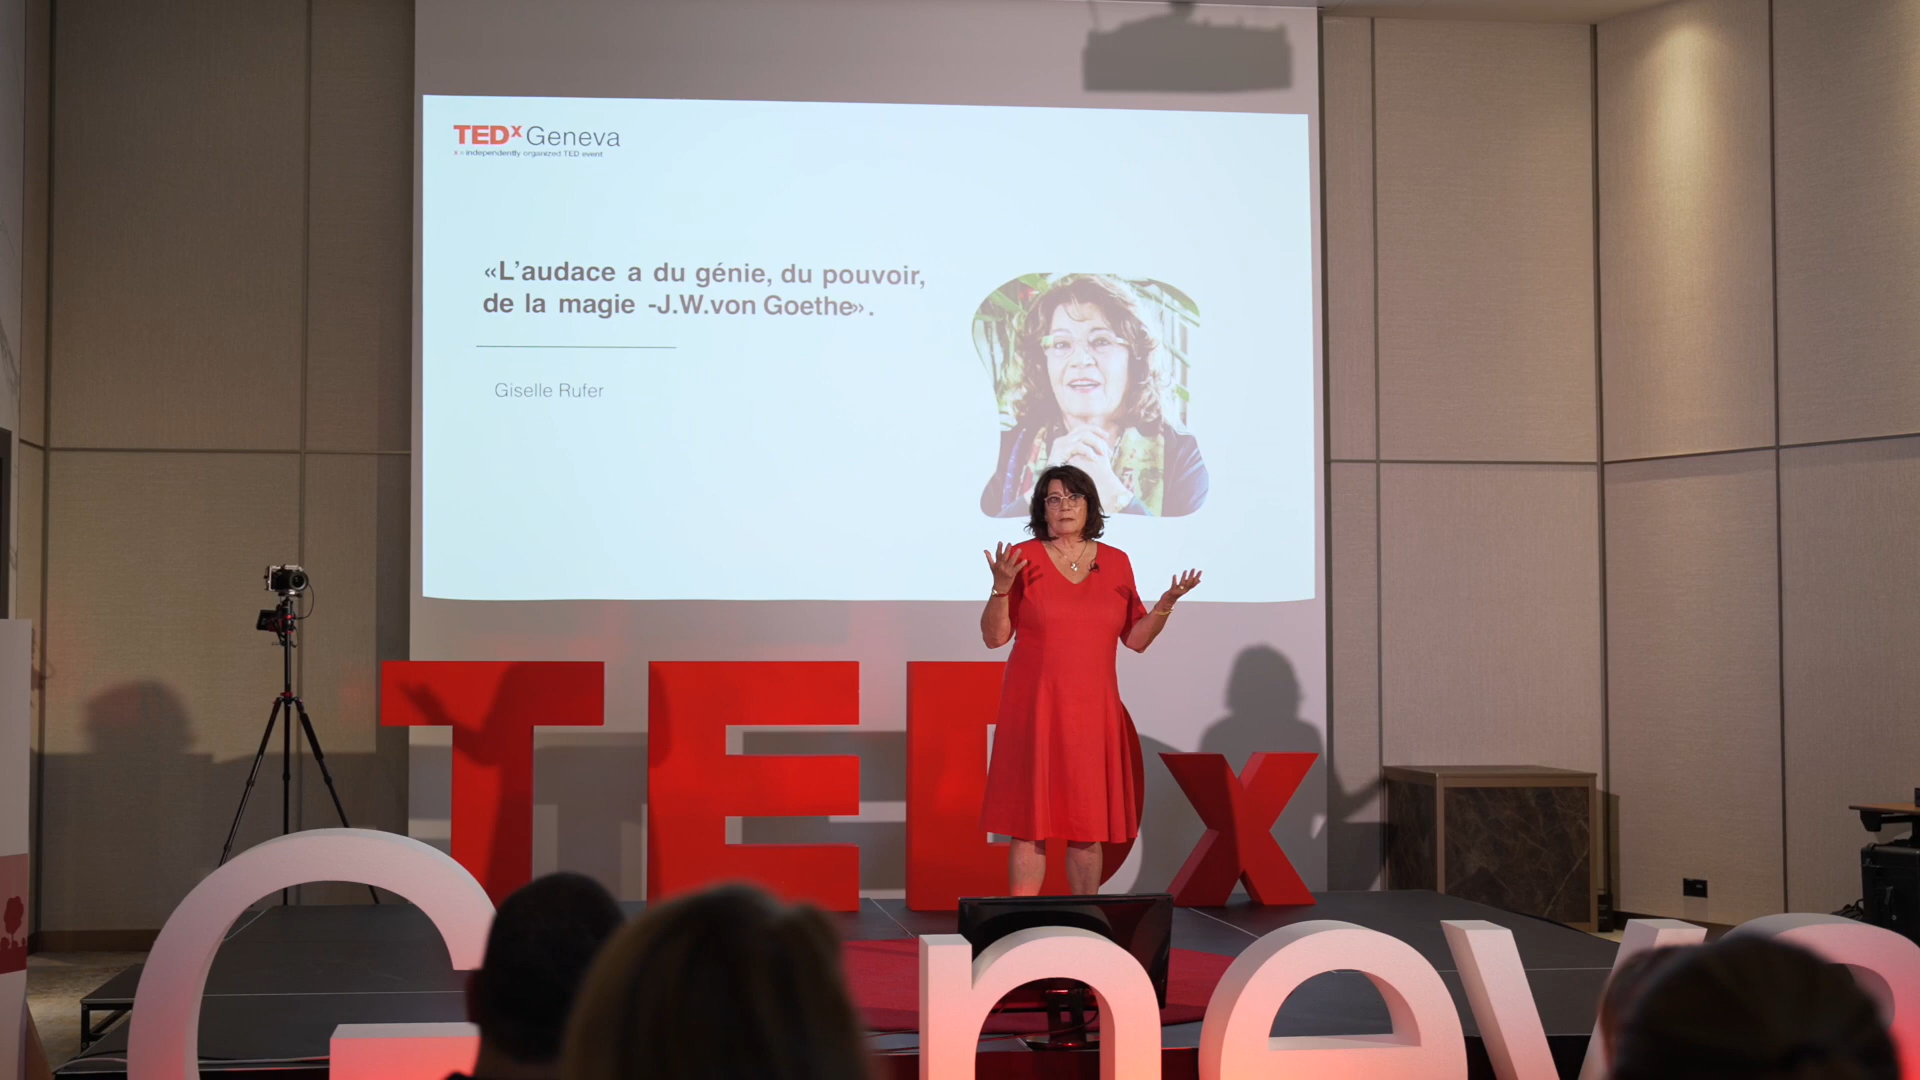 TEDx Geneva
x = independently organized TED event
«L’audace a du génie, du pouvoir,
de la magie -J.W.von Goethe» .
Giselle Rufer
TEDx
Geneva